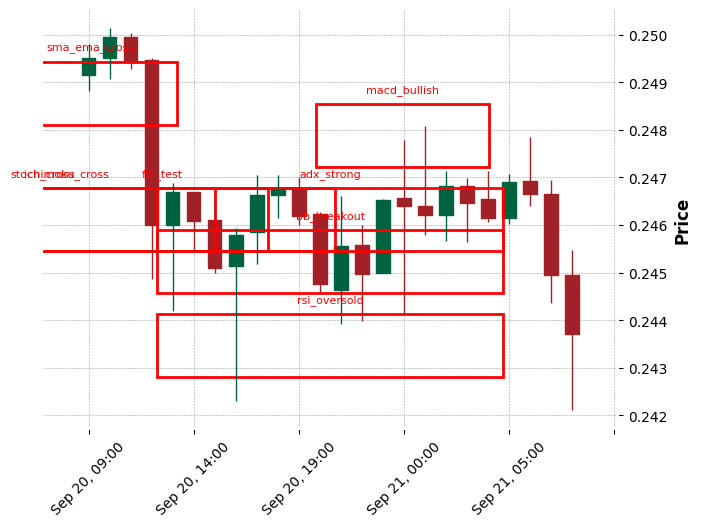 sma_ema_cross
macd_bullish
fib_test
adx_strong
bb_breakout
rsi_oversold
0.250
0.249
0.248
0.247
0.246
0.245
0.244
0.243
0.242
Price
Sep 20, 09:00
Sep 20, 14:00
Sep 20, 19:00
Sep 21, 00:00
Sep 21, 05:00